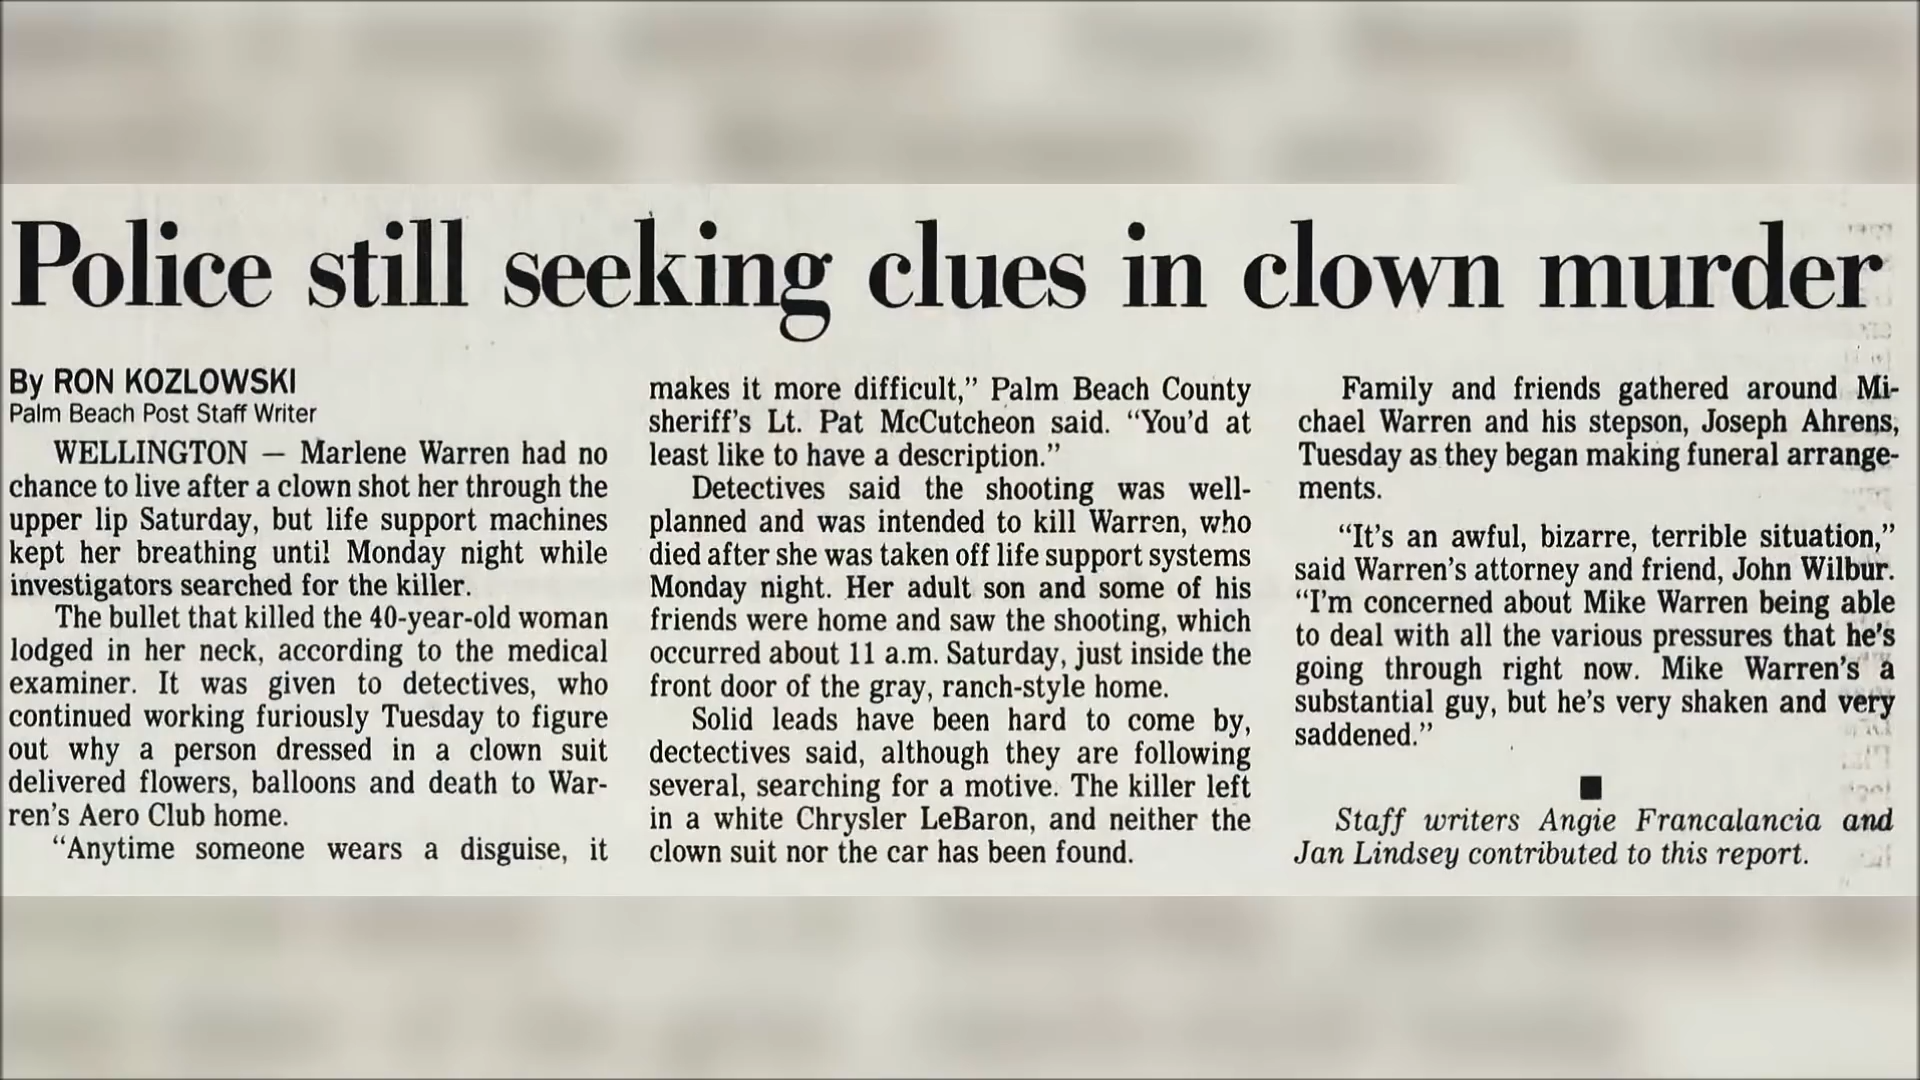 Police still seeking clues in clown murder
By RON KOZLOWSKI
Palm Beach Post Staff Writer
WELLINGTON — Marlene Warren had no
chance to live after a clown shot her through the
upper lip Saturday, but life support machines
kept her breathing until Monday night while
investigators searched for the killer.
The bullet that killed the 40-year-old woman
lodged in her neck, according to the medical
examiner. It was given to detectives, who
continued working furiously Tuesday to figure
out why a person dressed in a clown suit
delivered flowers, balloons and death to War-
ren's Aero Club home.
“Anytime someone wears a disguise, it
makes it more difficult,” Palm Beach County
sheriff's Lt. Pat McCutcheon said. “You'd at
least like to have a description.”
Detectives said the shooting was well-
planned and was intended to kill Warren, who
died after she was taken off life support systems
Monday night. Her adult son and some of his
friends were home and saw the shooting, which
occurred about 11 a.m. Saturday, just inside the
front door of the gray, ranch-style home.
Solid leads have been hard to come by,
dectectives said, although they are following
several, searching for a motive. The killer left
in a white Chrysler LeBaron, and neither the
clown suit nor the car has been found.
Family and friends gathered around Mi-
chael Warren and his stepson, Joseph Ahrens,
Tuesday as they began making funeral arrange-
ments.
“It's an awful, bizarre, terrible situation,”
said Warren's attorney and friend, John Wilbur.
“I'm concerned about Mike Warren being able
to deal with all the various pressures that he's
going through right now. Mike Warren's a
substantial guy, but he's very shaken and very
saddened.”
Staff writers Angie Francalancia and
Jan Lindsey contributed to this report.